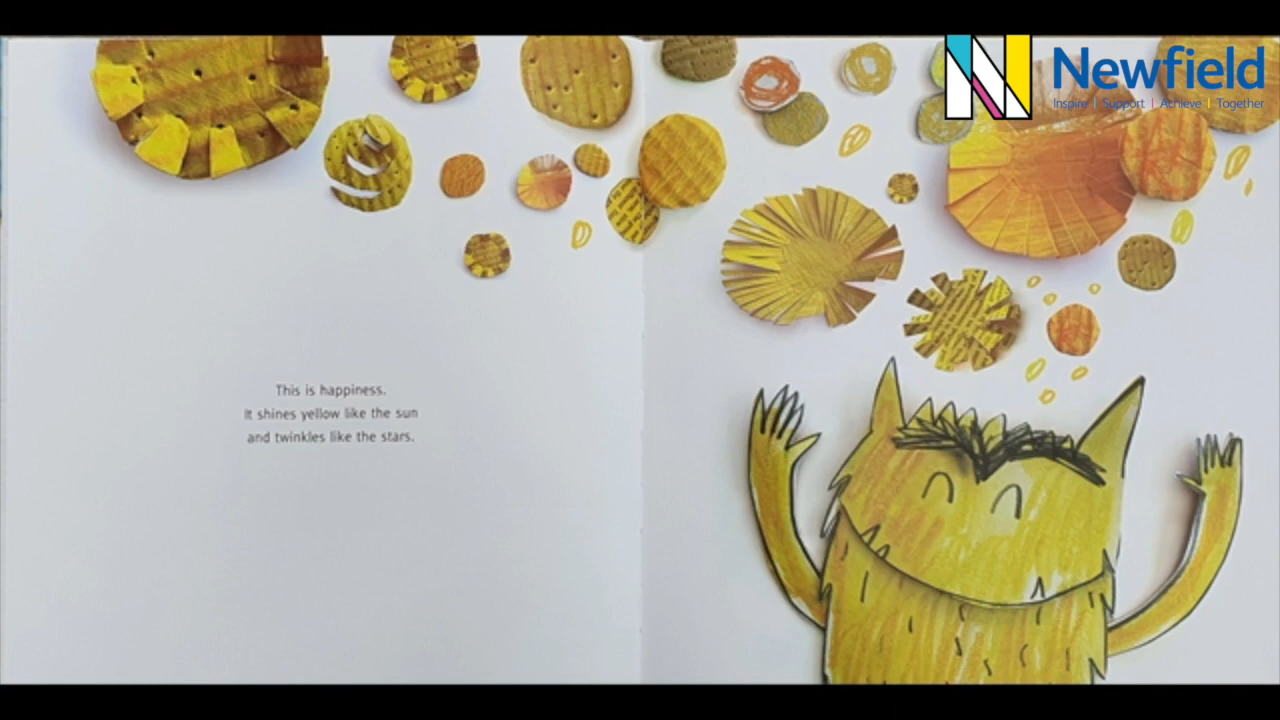 Newfield
Inspire | Support | Achieve | Together
This is happiness.
It shines yellow like the sun
and twinkles like the stars.